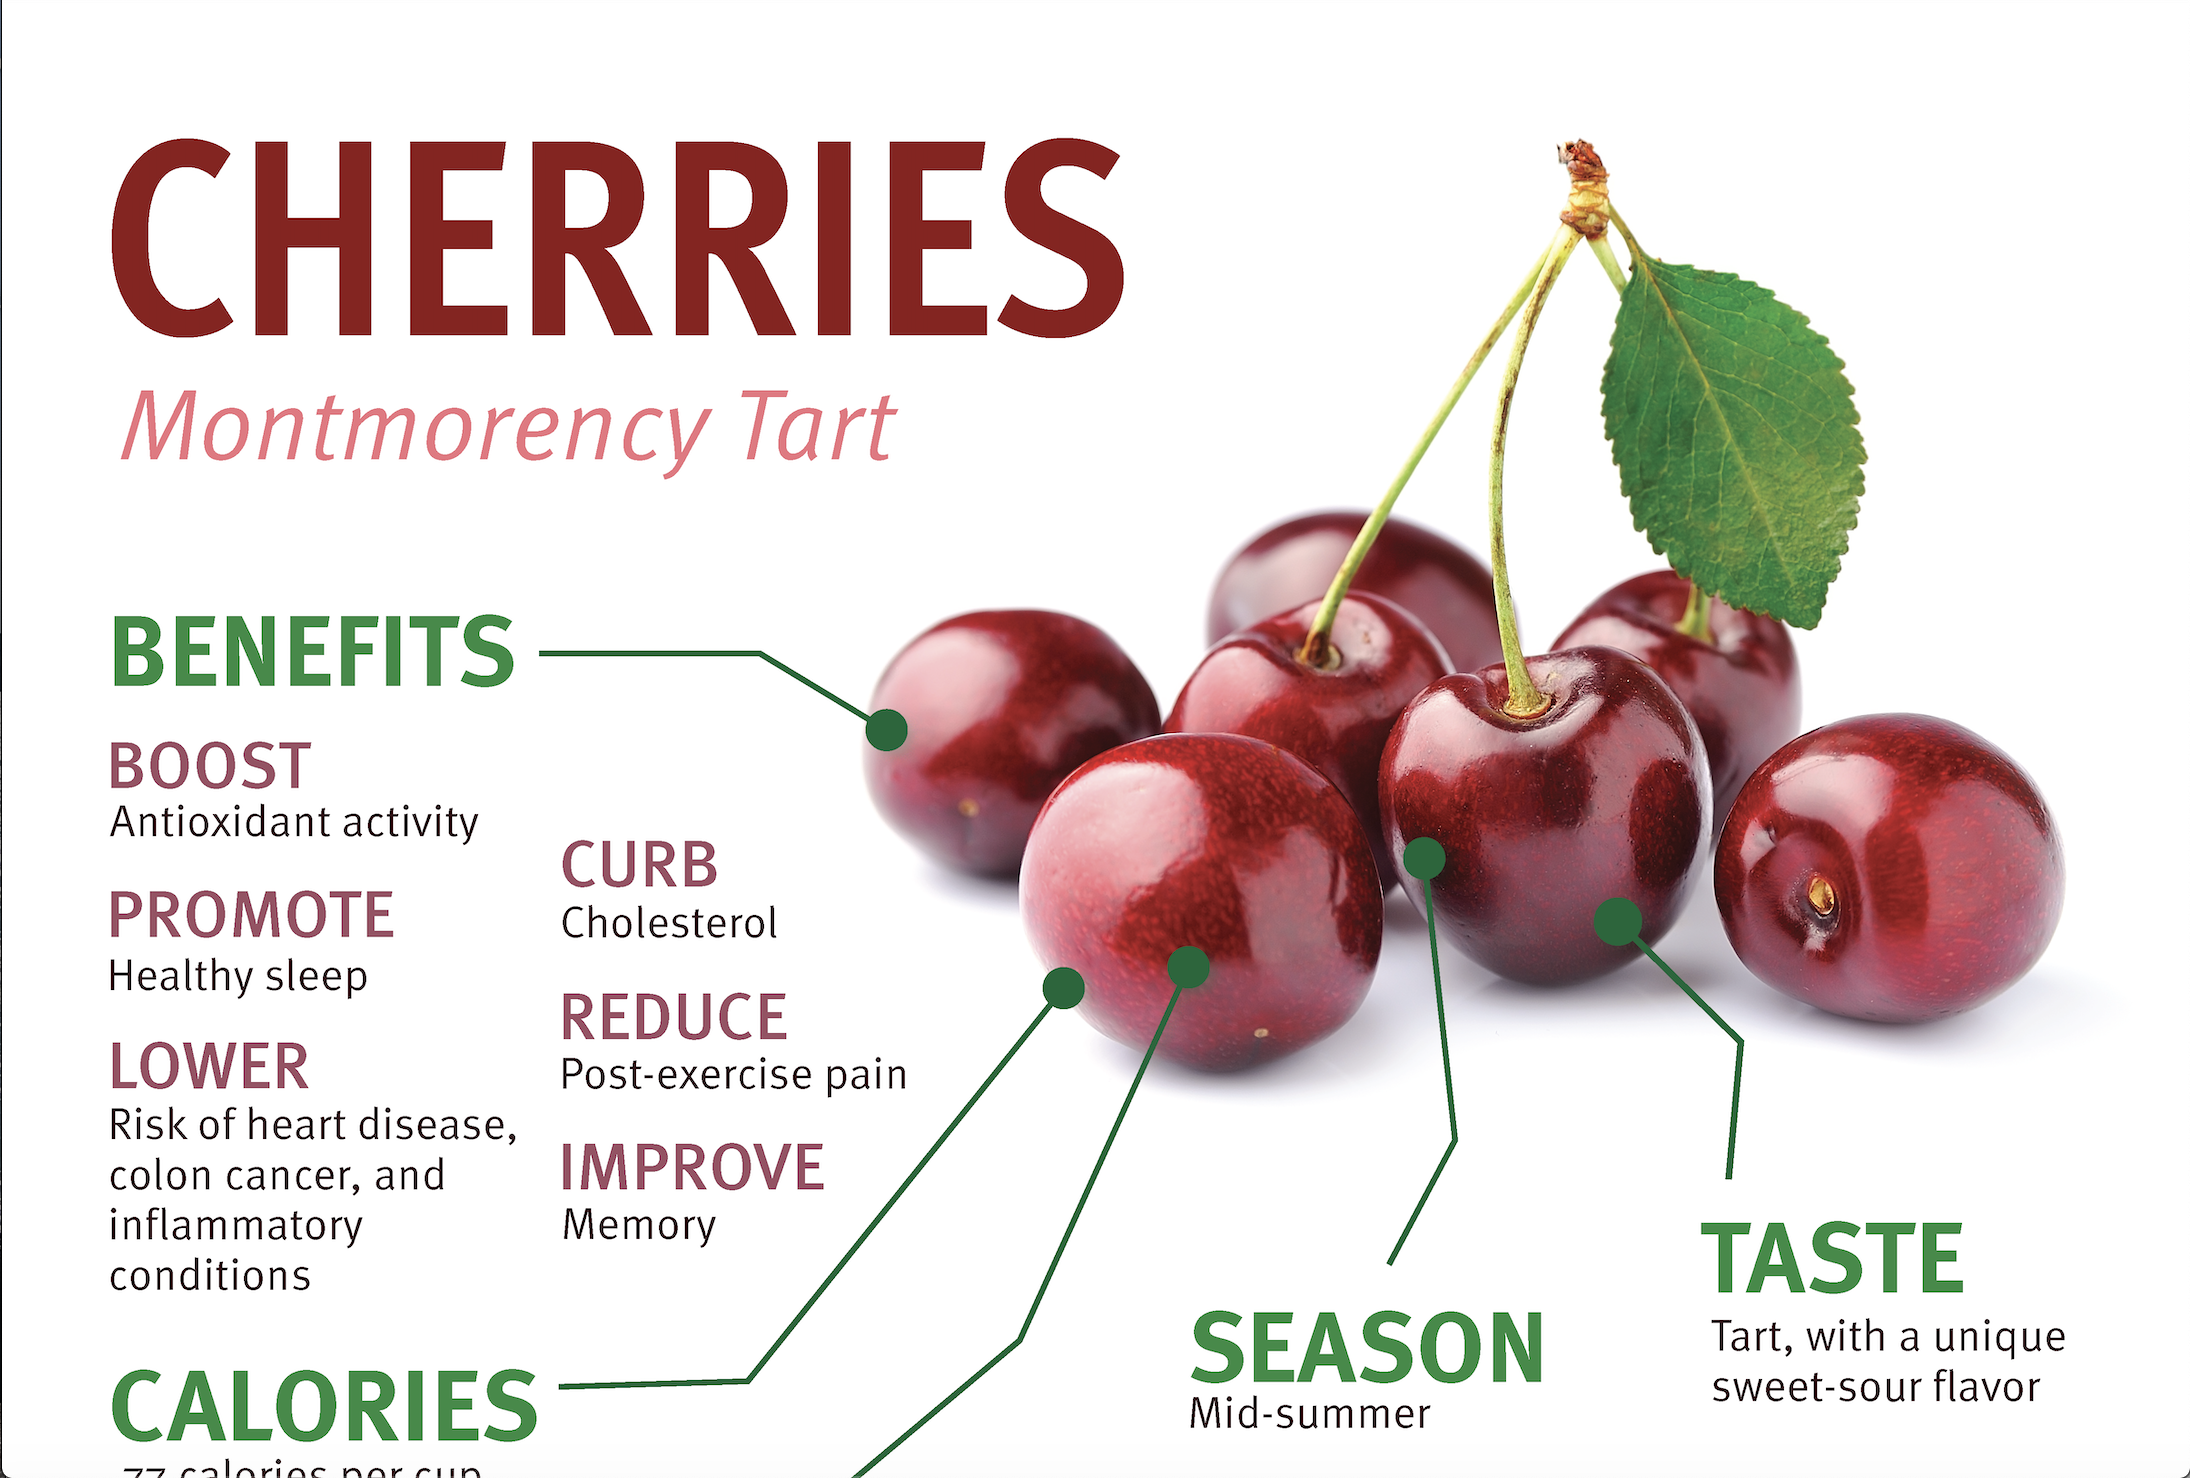 CHERRIES
Montmorency Tart
BENEFITS
BOOST
Antioxidant activity
PROMOTE
Healthy sleep
LOWER
Risk of heart disease,
colon cancer, and
inflammatory
conditions
CURB
Cholesterol
REDUCE
Post-exercise pain
IMPROVE
Memory
CALORIES
77 calories per cup
SEASON
Mid-summer
TASTE
Tart, with a unique
sweet-sour flavor